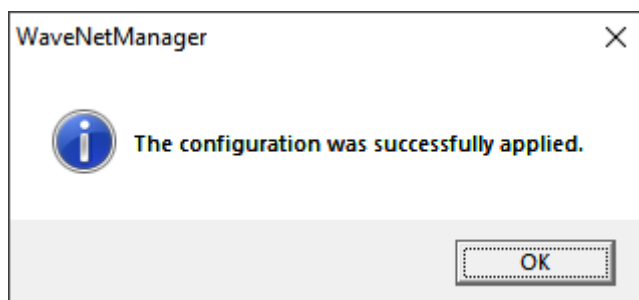 WaveNetManager
The configuration was successfully applied.
OK